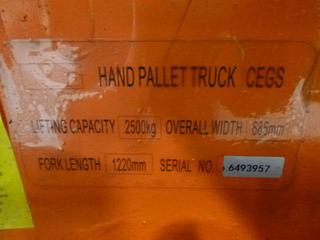 HAND PALLET TRUCK CEGS
LIFTING CAPACITY 2500kg OVERALL WIDTH 685mm
FORK LENGTH 1220mm SERIAL NO. 6493957